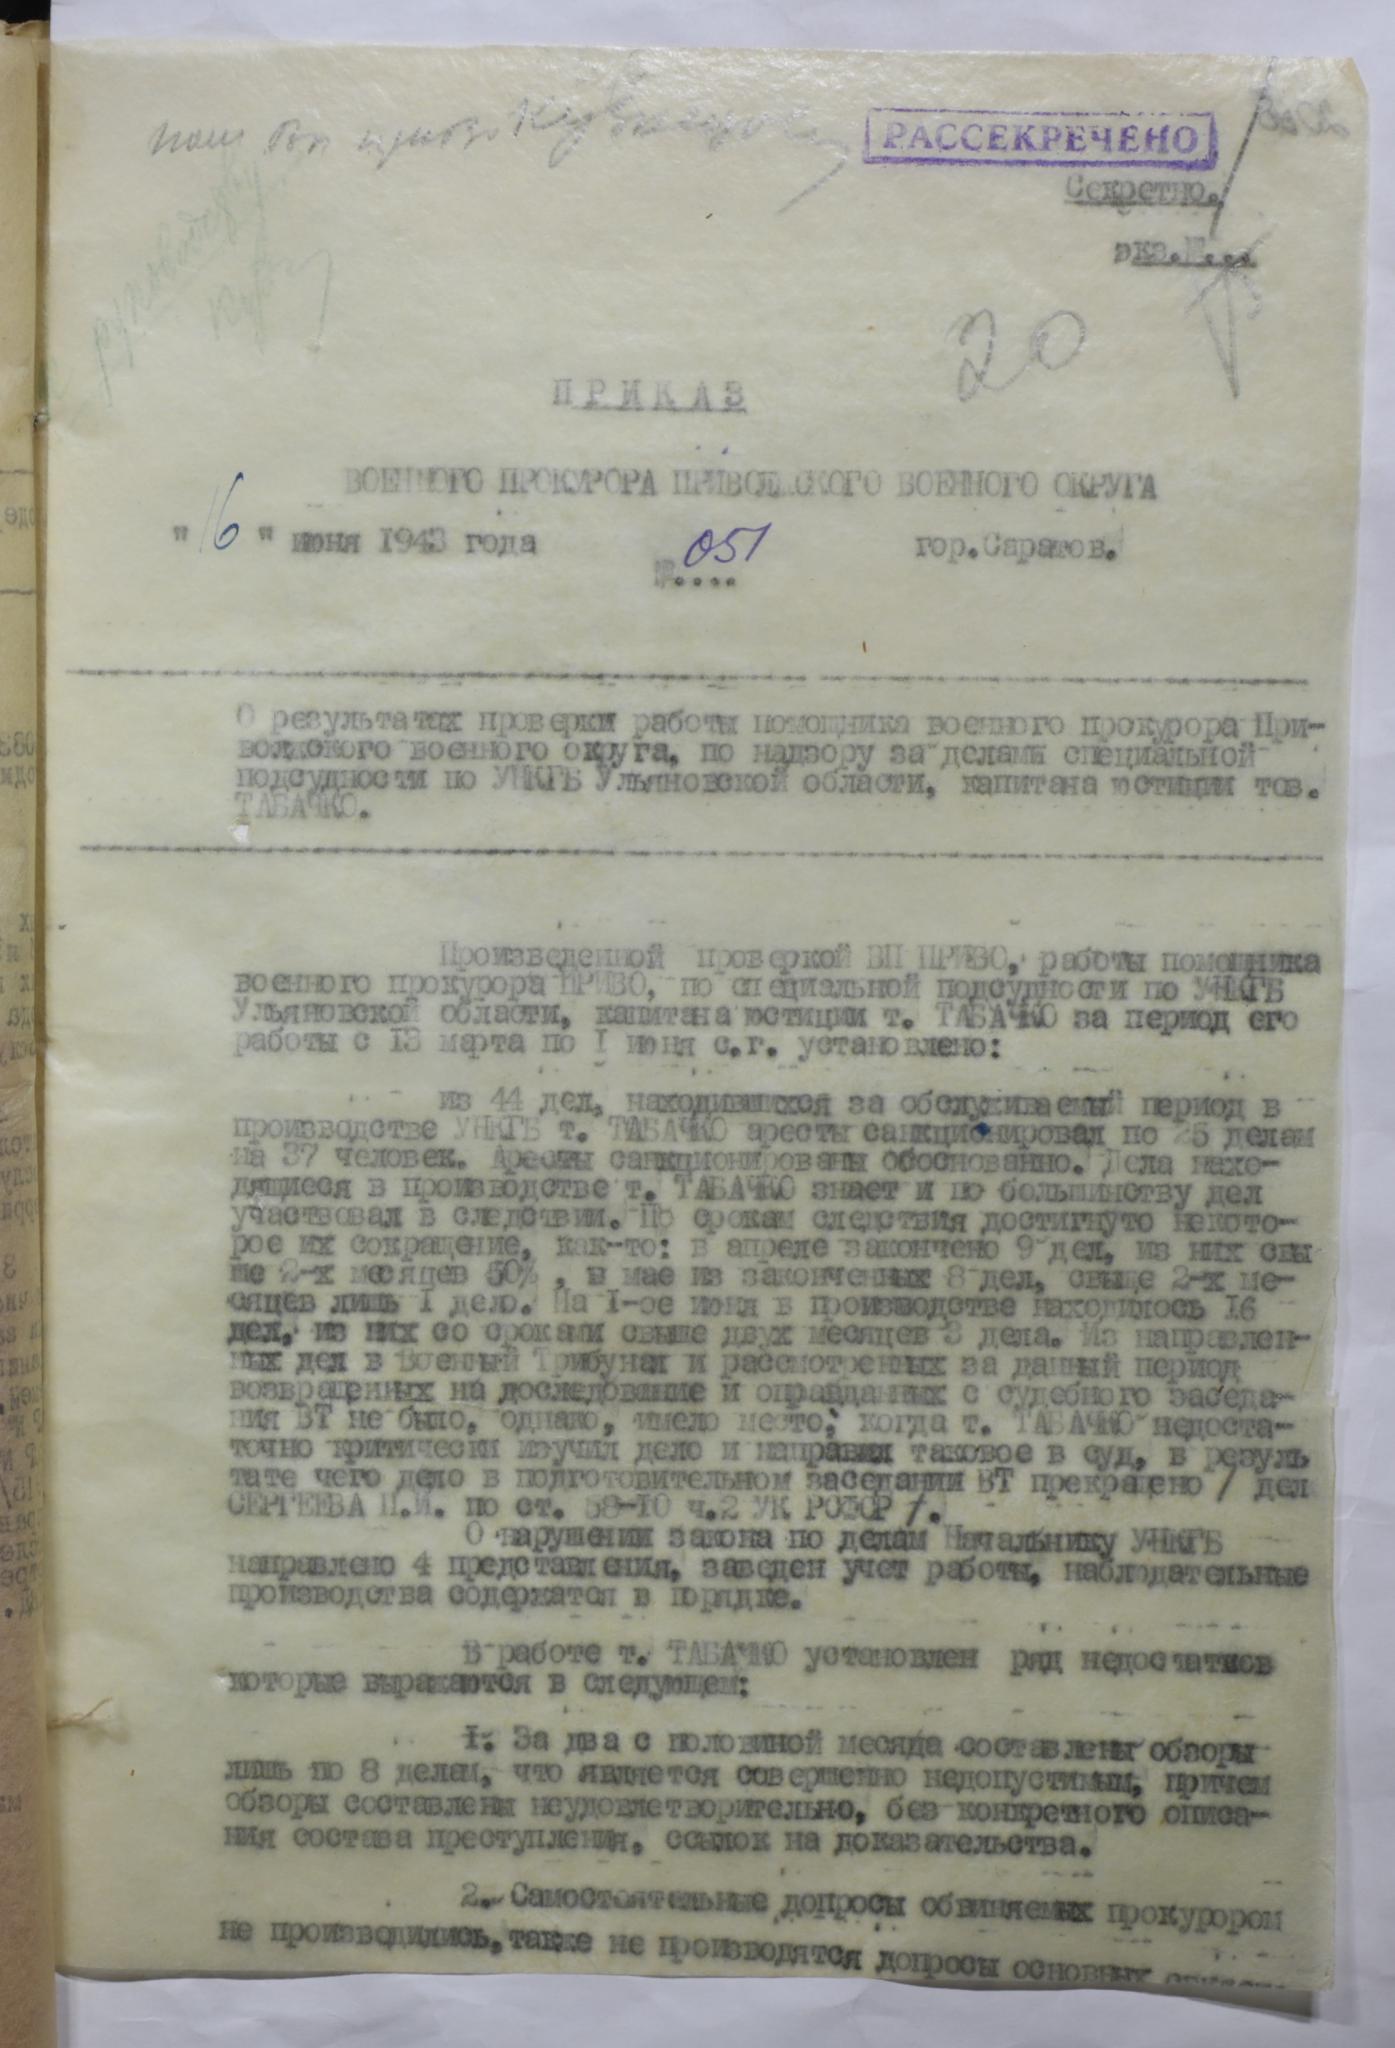 РАССЕКРЕЧЕНО
Секретно.
экз.№...
руководству
20
ПРИКАЗ
ВОЕННОГО ПРОКУРОРА ПРИВОЛЖСКОГО ВОЕННОГО ОКРУГА
"16" июня 1943 года гор.Саратов.
№.... 051
О результатах проверки работы помощника военного прокурора При-
волжского военного округа, по надзору за делами специальной
подсудности по УНКГБ Ульяновской области, капитана юстиции тов.
ТАБАЧКО.
Произведенной проверкой ВП ПРИВО, работы помощника
военного прокурора ПРИВО, по специальной подсудности по УНКГБ
Ульяновской области, капитана юстиции т. ТАБАЧКО за период его
работы с 13 марта по I июня с.г. установлено:
из 44 дел, находившихся за обслуживаемый период в
производстве УНКГБ т. ТАБАЧКО аресты санкционировал по 25 делам
на 37 человек. Аресты санкционированы обоснованно. Дела нахо-
дящиеся в производстве т. ТАБАЧКО знает и по большинству дел
участвовал в следствии. По срокам следствия достигнуто некото-
рое их сокращение, как-то: в апреле закончено 9 дел, из них свы
ше 2-х месяцев 50%, в мае из законченных 8 дел, свыше 2-х ме-
сяцев лишь I дело. На I-ое июня в производстве находилось I6
дел, из них со сроками свыше двух месяцев 3 дела. Из направлен-
ных дел в Военный Трибунал и рассмотренных за данный период
возвращенных на доследование и оправданных с судебного заседа-
ния ВТ не было, однако, имело место, когда т. ТАБАЧКО недоста-
точно критически изучил дело и направил таковое в суд, в резуль
тате чего дело в подготовительном заседании ВТ прекращено / дел
СЕРГЕЕВА П.И. по ст. 58-I0 ч.2 УК РСФСР /.
О нарушении закона по делам Начальнику УНКГБ
направлено 4 представления, заведен учет работы, наблюдательные
производства содержатся в порядке.
В работе т. ТАБАЧКО установлен ряд недостатков
которые выражаются в следующем:
I. За два с половиной месяца составлены обзоры
лишь по 8 делам, что является совершенно недопустимым, причем
обзоры составлены неудовлетворительно, без конкретного описа-
ния состава преступления, ссылок на доказательства.
2. Самостоятельные допросы обвиняемых прокурором
не производились, также не производятся допросы основных